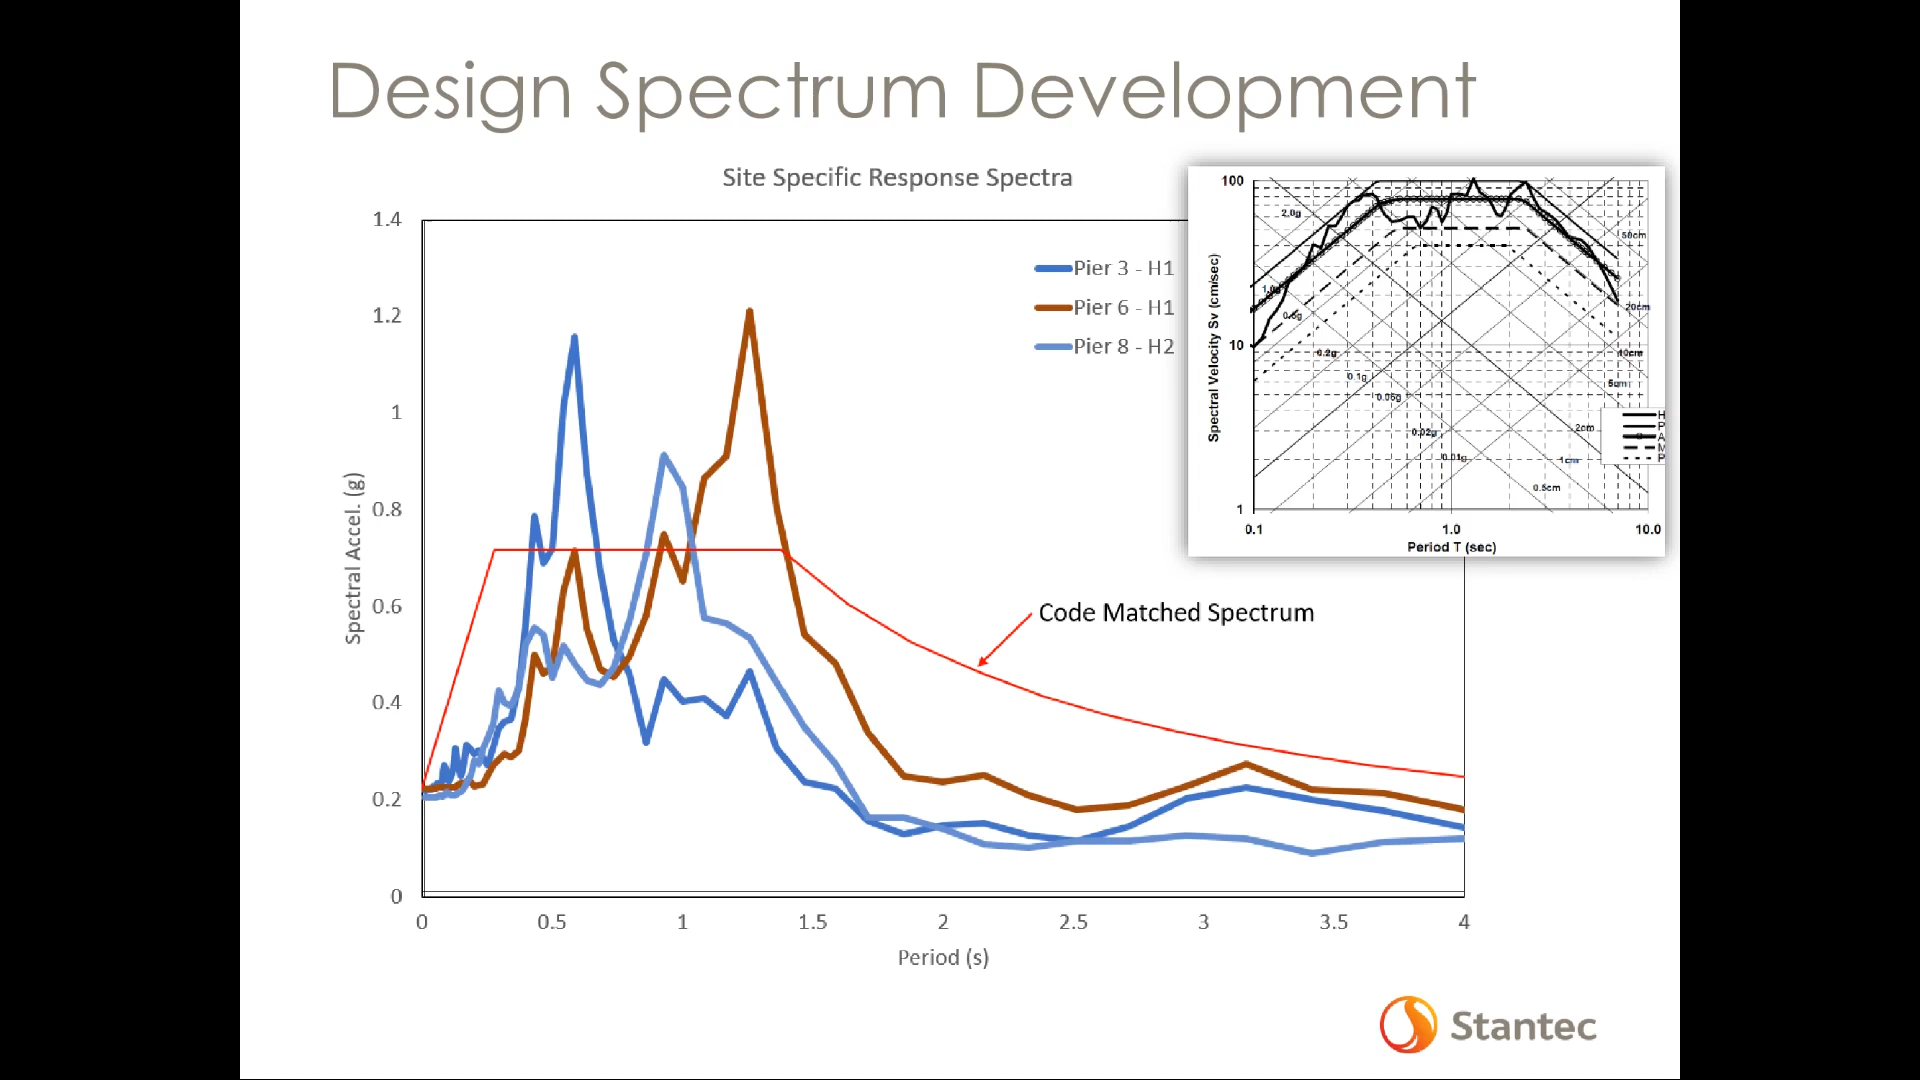 Design Spectrum Development
Site Specific Response Spectra
1.4
1.2
1
0.8
0.6
0.4
0.2
0
Spectral Accel. (g)
0
0.5
1
1.5
2
2.5
3
3.5
4
Period (s)
Pier 3 - H1
Pier 6 - H1
Pier 8 - H2
Code Matched Spectrum
100
10
1
Spectral Velocity Sv (cm/sec)
0.1
1.0
10.0
Period T (sec)
2.0g
1.0g
0.5g
0.2g
0.1g
0.05g
0.02g
0.01g
50cm
20cm
10cm
5cm
2cm
1cm
0.5cm
H
P
A
M
P
Stantec